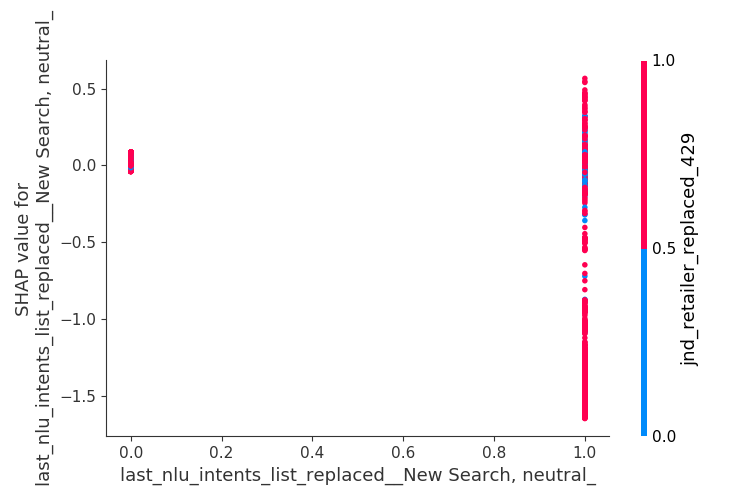 SHAP value for
last_nlu_intents_list_replaced__New Search, neutral_
0.5
0.0
−0.5
−1.0
−1.5
0.0 0.2 0.4 0.6 0.8 1.0
last_nlu_intents_list_replaced__New Search, neutral_
1.0
0.5
0.0
jnd_retailer_replaced_429